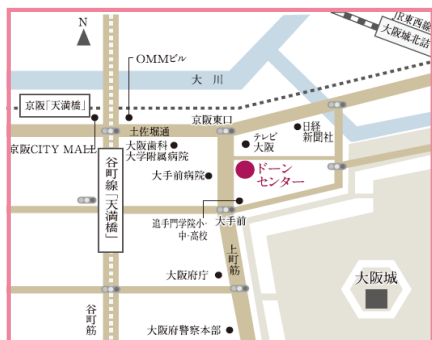 N
JR東西線
大阪城北詰
OMMビル
大川
京阪「天満橋」
京阪東口
土佐堀通
日経
新聞社
テレビ
大阪
京阪CITY MALL
大阪歯科
大学附属病院
谷町線「天満橋」
大手前病院
ドーン
センター
追手門学院小・
中・高校
大手前
上町筋
大阪府庁
大阪城
谷町筋
大阪府警察本部